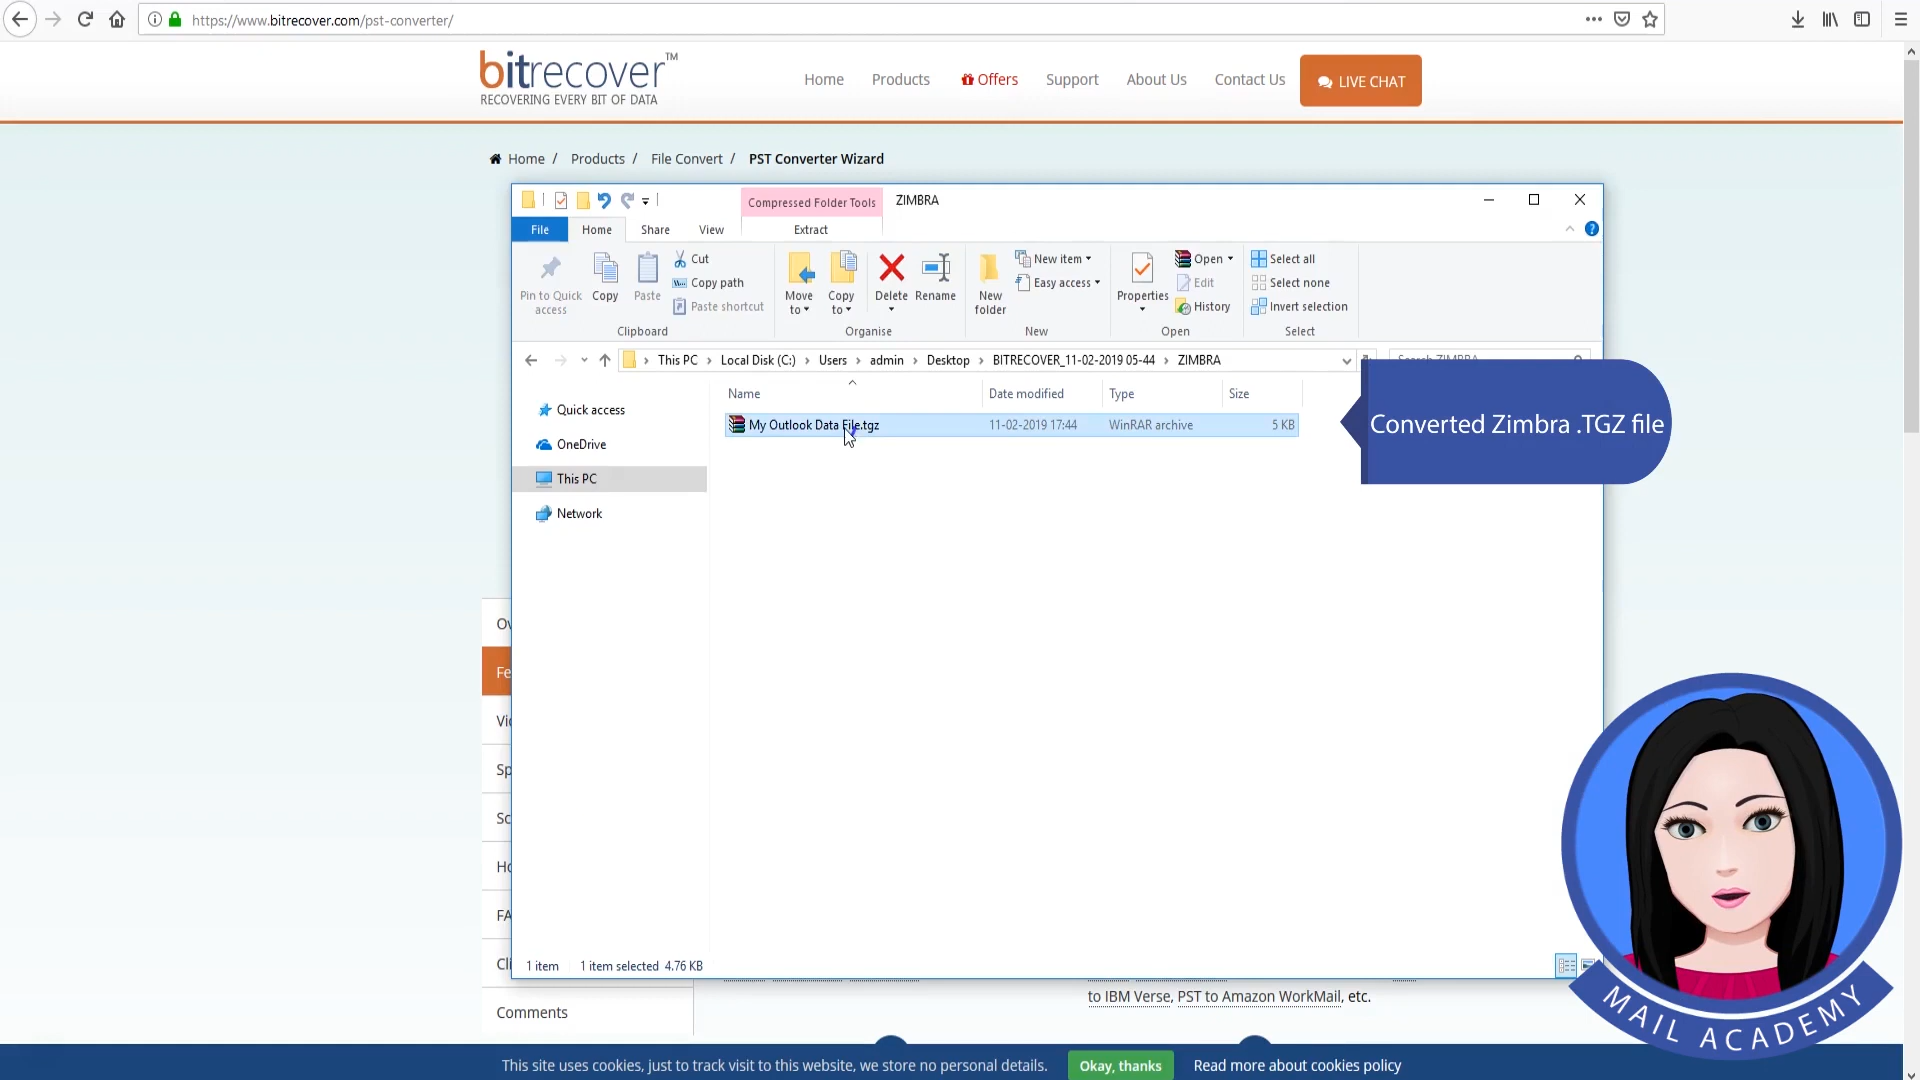 https://www.bitrecover.com/pst-converter/
bitrecover™
RECOVERING EVERY BIT OF DATA
Home Products Offers Support About Us Contact Us LIVE CHAT
Home / Products / File Convert / PST Converter Wizard
Compressed Folder Tools ZIMBRA
File Home Share View Extract
Pin to Quick access Copy Paste Cut Copy path Paste shortcut
Move to Copy to Delete Rename New folder New item Easy access
Properties Open Edit History Select all Select none Invert selection
Clipboard Organise New Open Select
This PC Local Disk (C:) Users admin Desktop BITRECOVER_11-02-2019 05-44 ZIMBRA
Name Date modified Type Size
My Outlook Data File.tgz 11-02-2019 17:44 WinRAR archive 5 KB
Converted Zimbra .TGZ file
Quick access
OneDrive
This PC
Network
Ov
Fe
Vi
Sp
Sc
Ho
FA
Cli
1 item 1 item selected 4.76 KB
to IBM Verse, PST to Amazon WorkMail, etc.
Comments
MAIL ACADEMY
This site uses cookies, just to track visit to this website, we store no personal details. Okay, thanks Read more about cookies policy